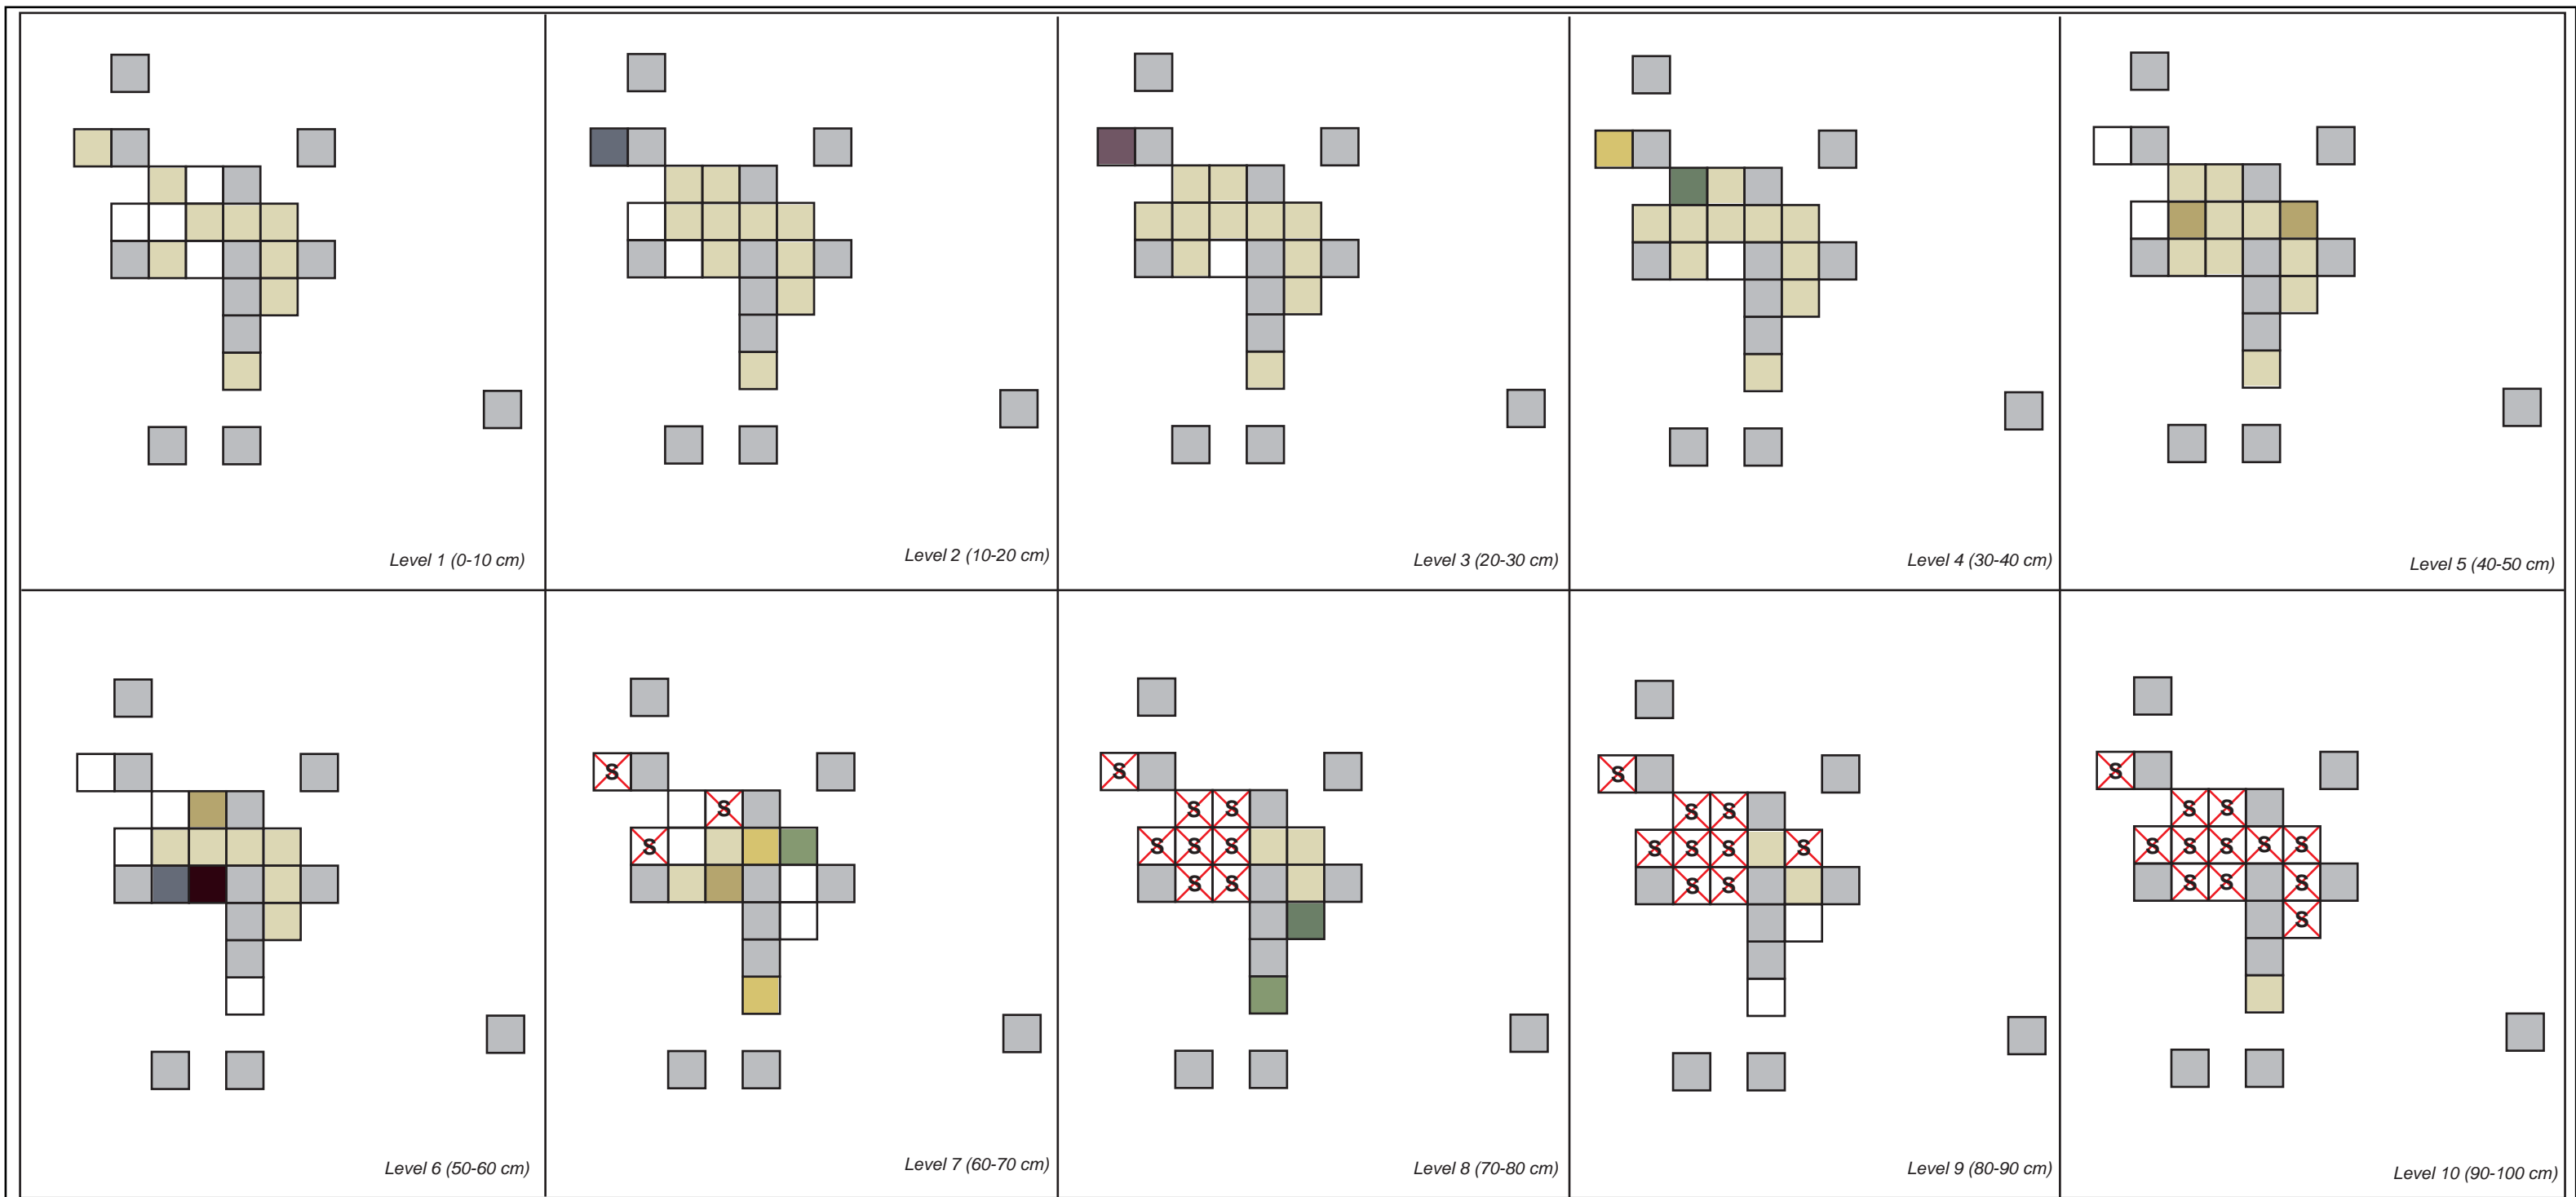 Level 1 (0-10 cm)
Level 2 (10-20 cm)
Level 3 (20-30 cm)
Level 4 (30-40 cm)
Level 5 (40-50 cm)
S
S
S
Level 6 (50-60 cm)
Level 7 (60-70 cm)
S
S S
S S S
S S
Level 8 (70-80 cm)
S
S S
S S S S
S S
Level 9 (80-90 cm)
S
S S
S S S S S
S S S
S
Level 10 (90-100 cm)